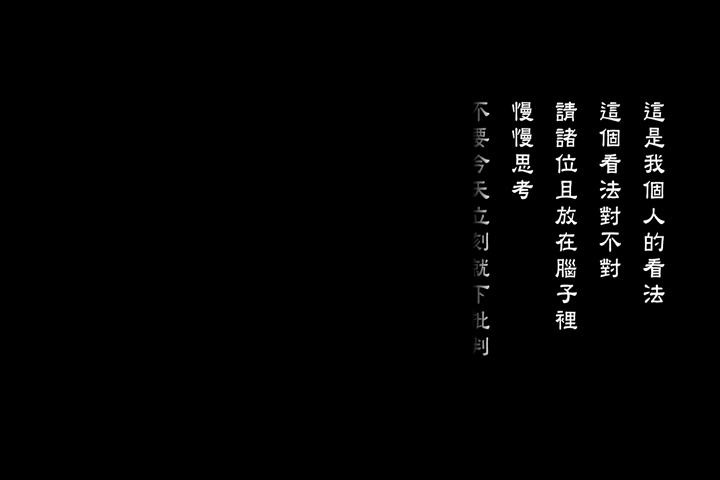 這是我個人的看法
這個看法對不對
請諸位且放在腦子裡
慢慢思考
不要今天立刻就下批判